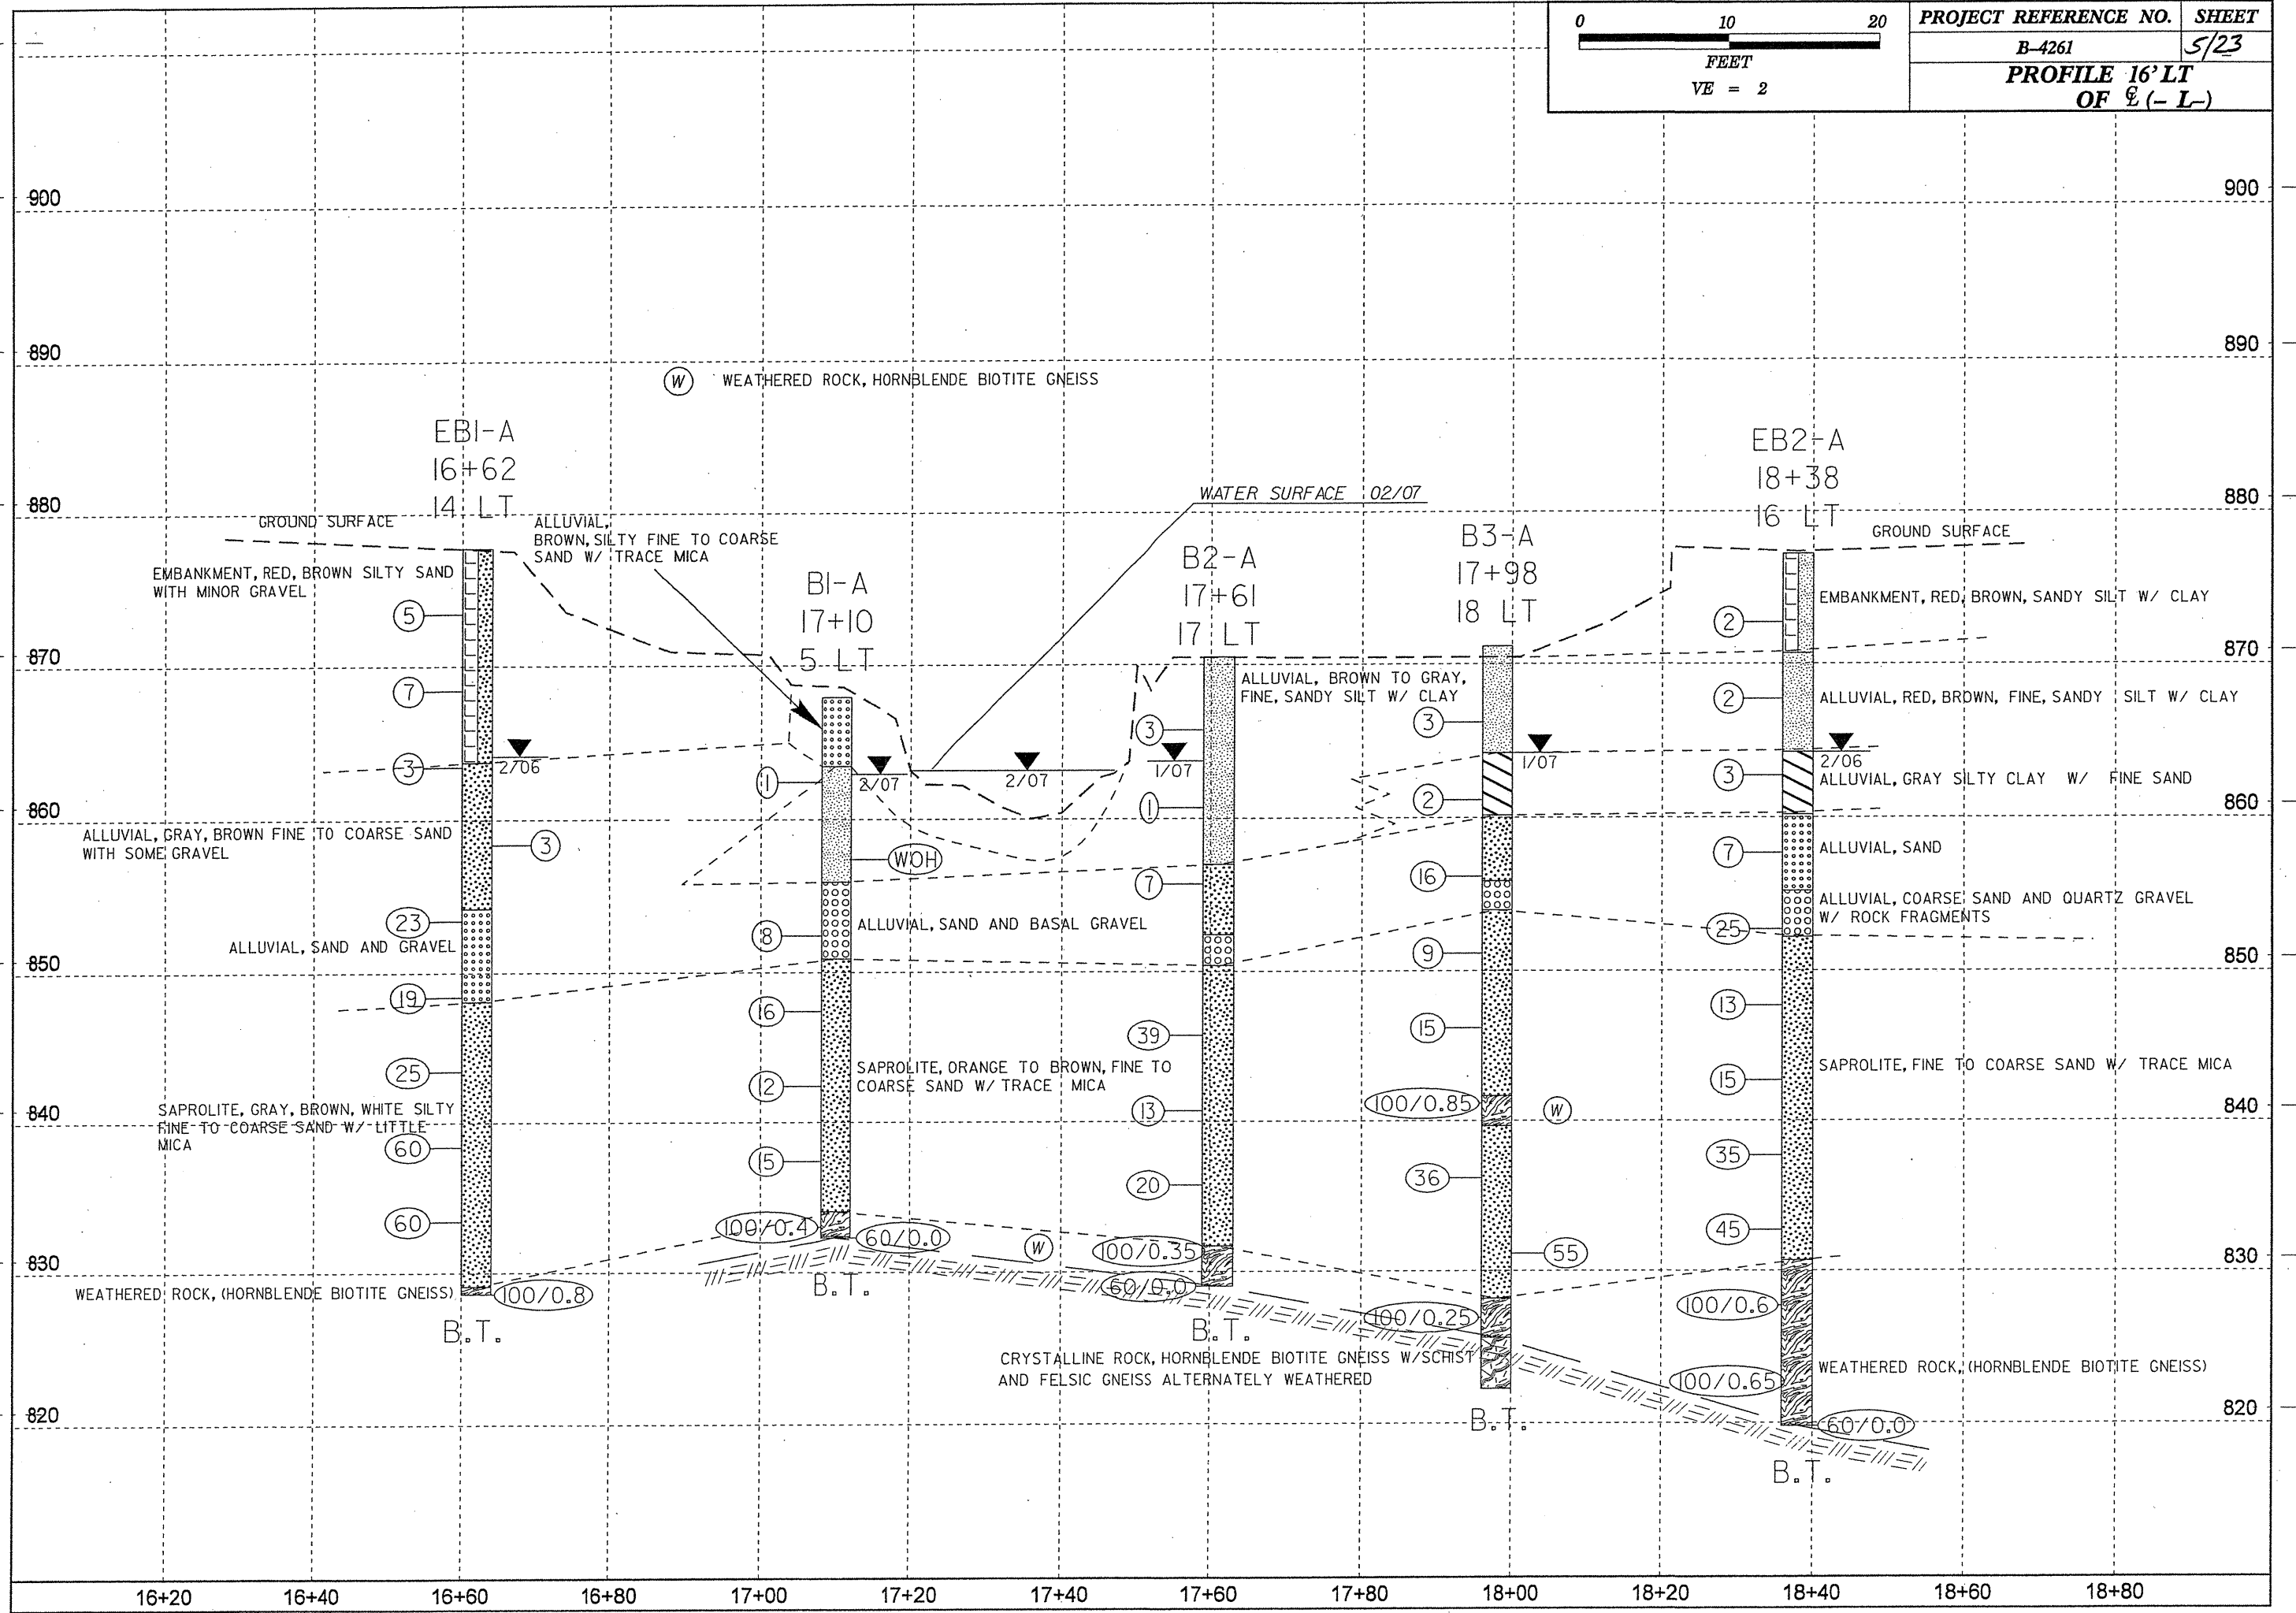 0 10 20
FEET
VE = 2
PROJECT REFERENCE NO. SHEET
B-4261 5/23
PROFILE 16' LT
OF ℄ (- L-)
900 900
890 890
W WEATHERED ROCK, HORNBLENDE BIOTITE GNEISS
EB1-A
16+62
14 LT
EB2-A
18+38
16 LT
880 880
WATER SURFACE 02/07
GROUND SURFACE
ALLUVIAL,
BROWN, SILTY FINE TO COARSE
SAND W/ TRACE MICA
B1-A
17+10
5 LT
B2-A
17+61
17 LT
B3-A
17+98
18 LT
GROUND SURFACE
EMBANKMENT, RED, BROWN SILTY SAND
WITH MINOR GRAVEL
EMBANKMENT, RED, BROWN, SANDY SILT W/ CLAY
5
2
870 870
7
ALLUVIAL, BROWN TO GRAY,
FINE, SANDY SILT W/ CLAY
2
ALLUVIAL, RED, BROWN, FINE, SANDY SILT W/ CLAY
3
3
3
2/06
1
2/07
2/07
1/07
1/07
2/06
3
ALLUVIAL, GRAY SILTY CLAY W/ FINE SAND
860 860
1
2
ALLUVIAL, GRAY, BROWN FINE TO COARSE SAND
WITH SOME GRAVEL
3
WOH
7
ALLUVIAL, SAND
7
16
23
ALLUVIAL, COARSE SAND AND QUARTZ GRAVEL
W/ ROCK FRAGMENTS
25
ALLUVIAL, SAND AND GRAVEL
8
ALLUVIAL, SAND AND BASAL GRAVEL
9
850 850
19
16
39
15
13
25
12
SAPROLITE, ORANGE TO BROWN, FINE TO
COARSE SAND W/ TRACE MICA
15
SAPROLITE, FINE TO COARSE SAND W/ TRACE MICA
840 840
SAPROLITE, GRAY, BROWN, WHITE SILTY
FINE TO COARSE SAND W/ LITTLE
MICA
13
100/0.85
W
60
15
20
36
35
60
100/0.4
60/0.0
W
100/0.35
55
45
830 830
WEATHERED ROCK, (HORNBLENDE BIOTITE GNEISS)
100/0.8
B.T.
B.T.
60/0.0
B.T.
100/0.25
100/0.6
CRYSTALLINE ROCK, HORNBLENDE BIOTITE GNEISS W/SCHIST
AND FELSIC GNEISS ALTERNATELY WEATHERED
100/0.65
WEATHERED ROCK, (HORNBLENDE BIOTITE GNEISS)
820 820
B.T.
60/0.0
B.T.
16+20 16+40 16+60 16+80 17+00 17+20 17+40 17+60 17+80 18+00 18+20 18+40 18+60 18+80